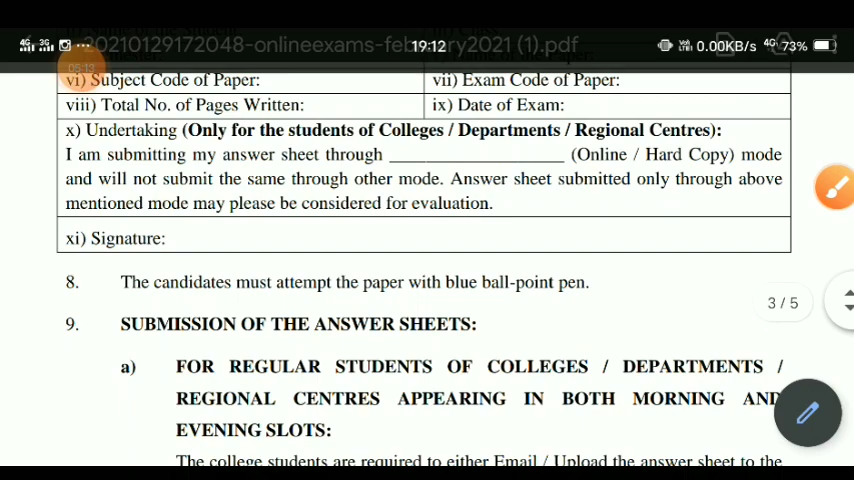 4G 3G ... 20210129172048-onlineexams-february2021 (1).pdf 19:12 0.00KB/s 4G 73%
05:13
vi) Subject Code of Paper: vii) Exam Code of Paper:
viii) Total No. of Pages Written: ix) Date of Exam:
x) Undertaking (Only for the students of Colleges / Departments / Regional Centres):
I am submitting my answer sheet through ___________________ (Online / Hard Copy) mode
and will not submit the same through other mode. Answer sheet submitted only through above
mentioned mode may please be considered for evaluation.
xi) Signature:
8. The candidates must attempt the paper with blue ball-point pen.
3 / 5
9. SUBMISSION OF THE ANSWER SHEETS:
a) FOR REGULAR STUDENTS OF COLLEGES / DEPARTMENTS /
REGIONAL CENTRES APPEARING IN BOTH MORNING AND
EVENING SLOTS:
The college students are required to either Email / Upload the answer sheet to the